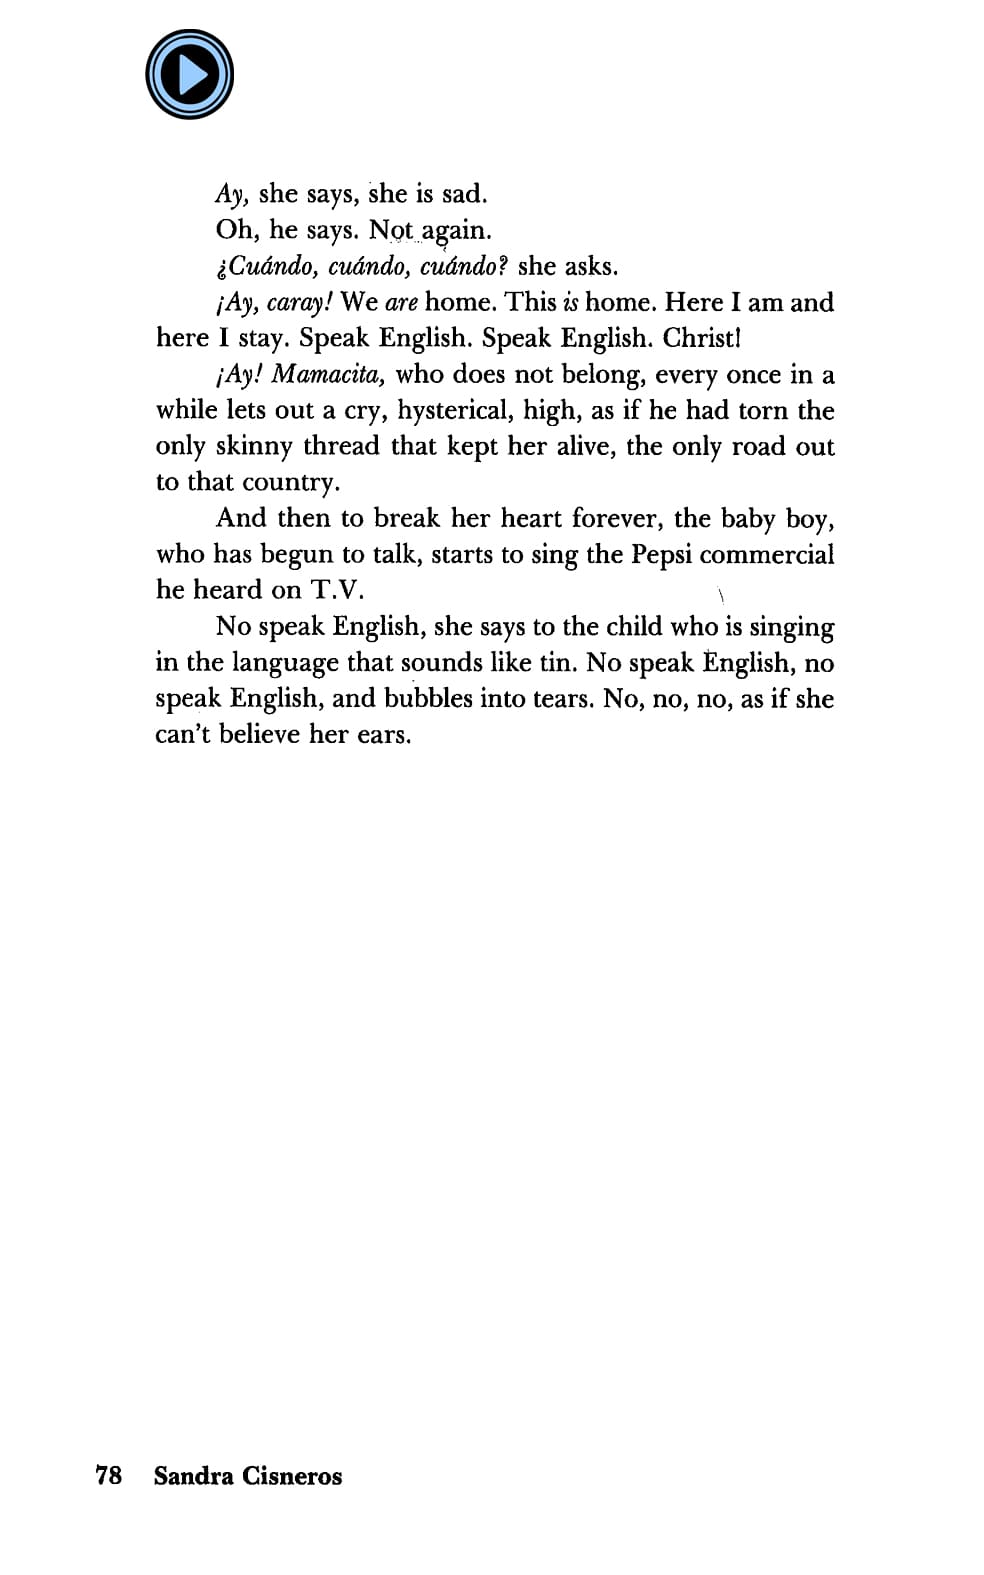 Ay, she says, she is sad.
Oh, he says. Not again.
¿Cuándo, cuándo, cuándo? she asks.
¡Ay, caray! We are home. This is home. Here I am and
here I stay. Speak English. Speak English. Christ!
¡Ay! Mamacita, who does not belong, every once in a
while lets out a cry, hysterical, high, as if he had torn the
only skinny thread that kept her alive, the only road out
to that country.
And then to break her heart forever, the baby boy,
who has begun to talk, starts to sing the Pepsi commercial
he heard on T.V.
No speak English, she says to the child who is singing
in the language that sounds like tin. No speak English, no
speak English, and bubbles into tears. No, no, no, as if she
can't believe her ears.
78 Sandra Cisneros